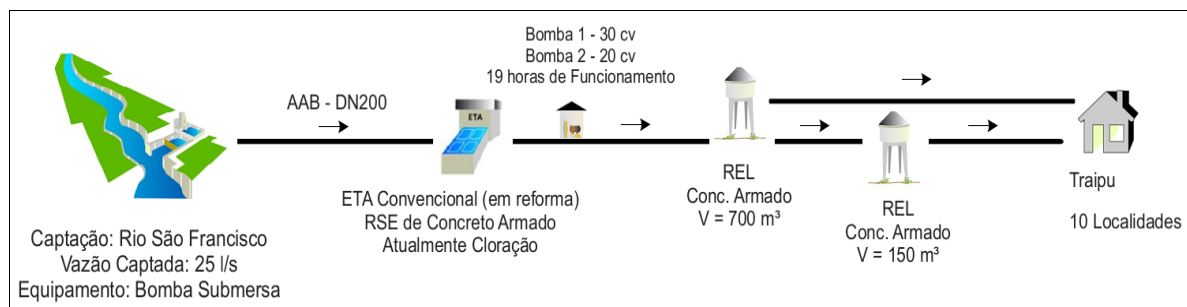 Captação: Rio São Francisco
Vazão Captada: 25 l/s
Equipamento: Bomba Submersa
AAB - DN200
ETA
ETA Convencional (em reforma)
RSE de Concreto Armado
Atualmente Cloração
Bomba 1 - 30 cv
Bomba 2 - 20 cv
19 horas de Funcionamento
REL
Conc. Armado
V = 700 m³
REL
Conc. Armado
V = 150 m³
Traipu
10 Localidades